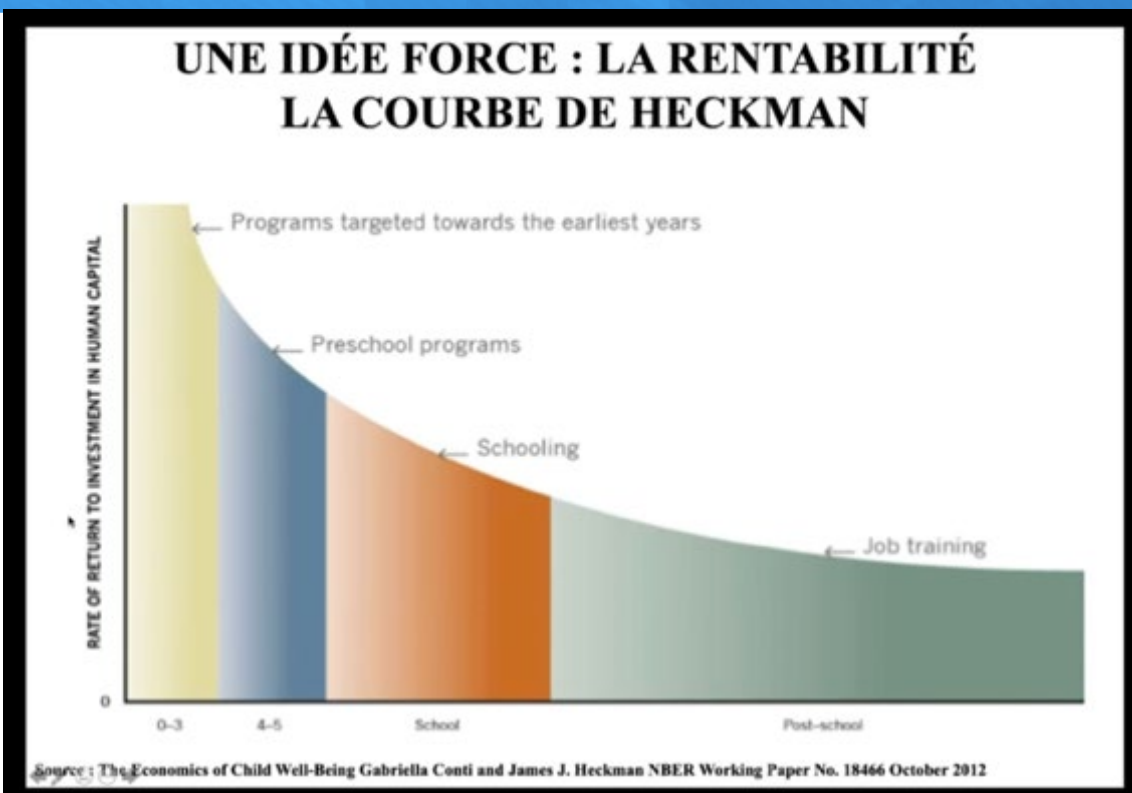 UNE IDÉE FORCE : LA RENTABILITÉ
LA COURBE DE HECKMAN
RATE OF RETURN TO INVESTMENT IN HUMAN CAPITAL
Programs targeted towards the earliest years
Preschool programs
Schooling
Job training
0
0–3
4–5
School
Post-school
Source : The Economics of Child Well-Being Gabriella Conti and James J. Heckman NBER Working Paper No. 18466 October 2012